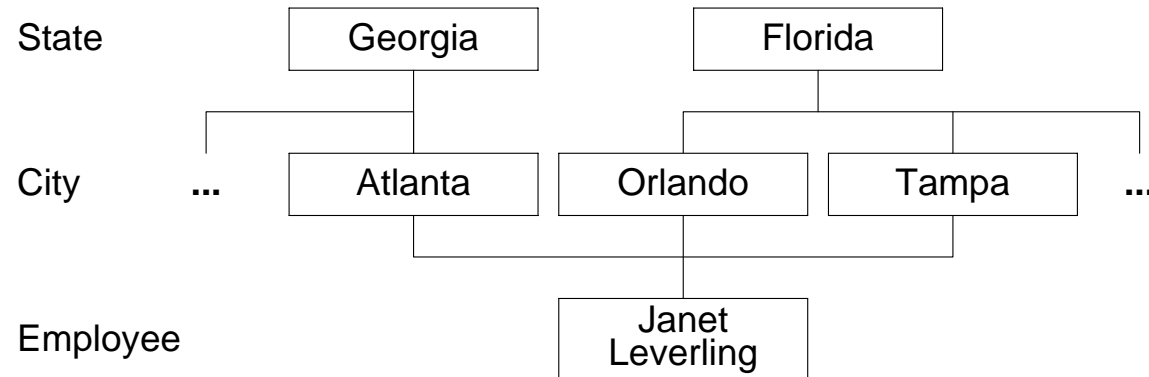 State Georgia Florida
City ... Atlanta Orlando Tampa ...
Employee Janet
Leverling